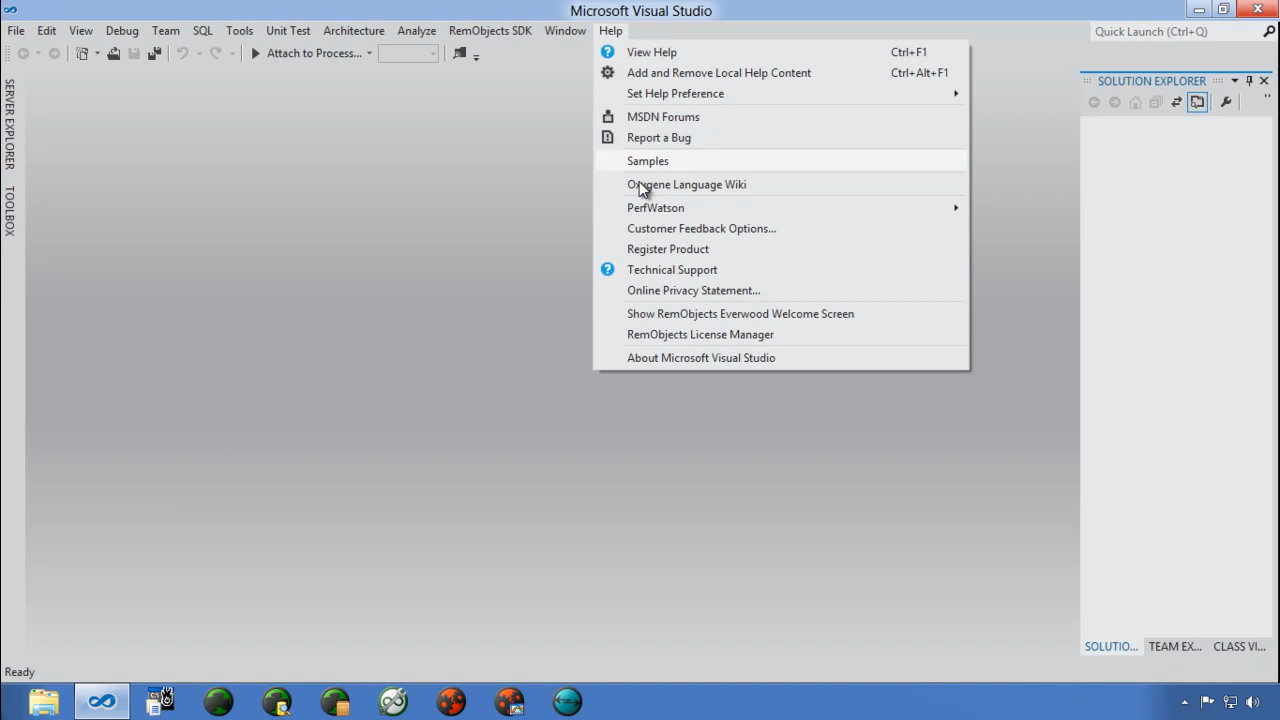 Microsoft Visual Studio
File Edit View Debug Team SQL Tools Unit Test Architecture Analyze RemObjects SDK Window Help
Quick Launch (Ctrl+Q)
Attach to Process...
View Help Ctrl+F1
Add and Remove Local Help Content Ctrl+Alt+F1
Set Help Preference
MSDN Forums
Report a Bug
Samples
Oxygene Language Wiki
PerfWatson
Customer Feedback Options...
Register Product
Technical Support
Online Privacy Statement...
Show RemObjects Everwood Welcome Screen
RemObjects License Manager
About Microsoft Visual Studio
SERVER EXPLORER
TOOLBOX
SOLUTION EXPLORER
SOLUTIO... TEAM EX... CLASS VI...
Ready